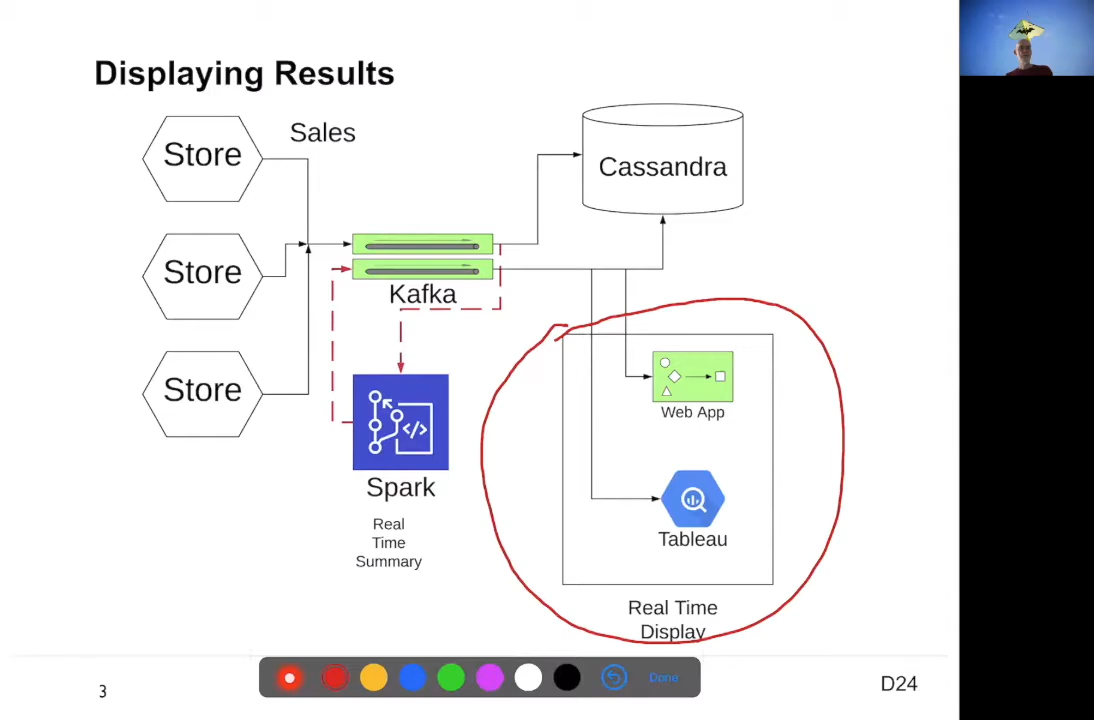 Displaying Results
Store
Sales
Cassandra
Store
Kafka
Store
Web App
Spark
Real
Time
Summary
Tableau
Real Time
Display
3
Done
D24